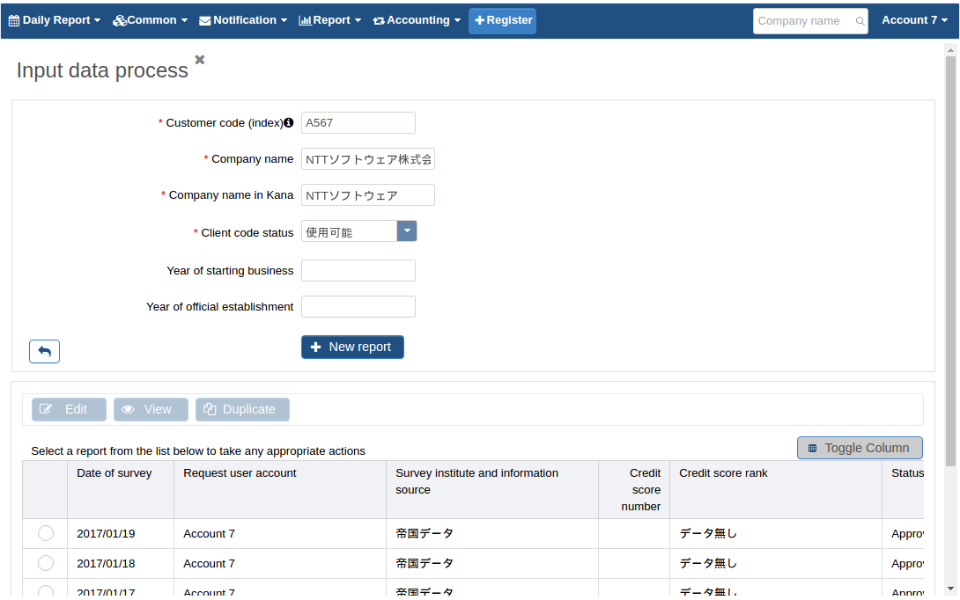 Daily Report Common Notification Report Accounting Register Company name Account 7
Input data process
* Customer code (index) A567
* Company name NTTソフトウェア株式会
* Company name in Kana NTTソフトウェア
* Client code status 使用可能
Year of starting business
Year of official establishment
New report
Edit View Duplicate
Select a report from the list below to take any appropriate actions Toggle Column
Date of survey Request user account Survey institute and information source Credit score number Credit score rank Status
2017/01/19 Account 7 帝国データ データ無し Approv
2017/01/18 Account 7 帝国データ データ無し Approv
2017/01/17 Account 7 帝国データ データ無し Approv